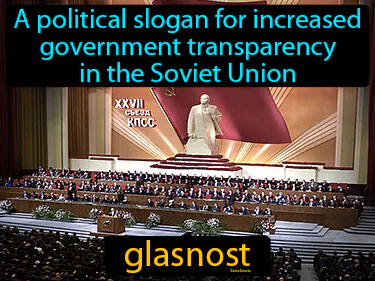 A political slogan for increased
government transparency
in the Soviet Union
XXVII
СЪЕЗД
КПСС
glasnost